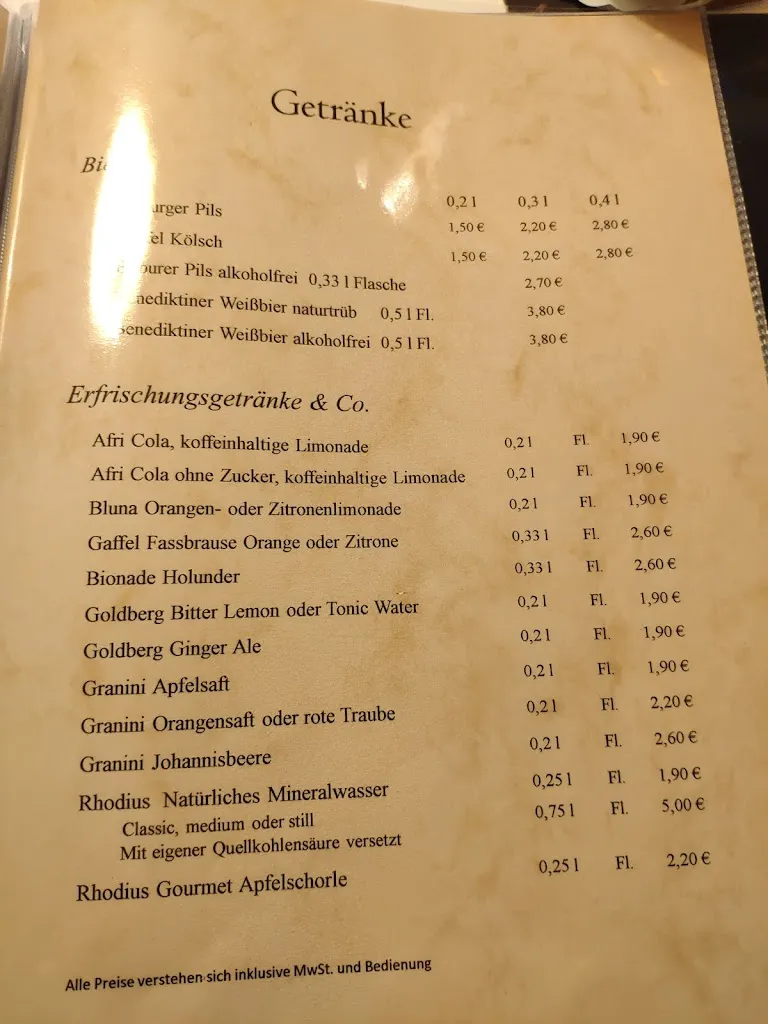 Getränke
0,2 l 0,3 l 0,4 l
Pils 1,50 € 2,20 € 2,80 €
Kölsch 1,50 € 2,20 € 2,80 €
Pils alkoholfrei 0,33 l Flasche 2,70 €
Weißbier naturtrüb 0,5 l Fl. 3,80 €
Benediktiner Weißbier alkoholfrei 0,5 l Fl. 3,80 €
Erfrischungsgetränke & Co.
Afri Cola, koffeinhaltige Limonade 0,2 l Fl. 1,90 €
Afri Cola ohne Zucker, koffeinhaltige Limonade 0,2 l Fl. 1,90 €
Bluna Orangen- oder Zitronenlimonade 0,2 l Fl. 1,90 €
Gaffel Fassbrause Orange oder Zitrone 0,33 l Fl. 2,60 €
Bionade Holunder 0,33 l Fl. 2,60 €
Goldberg Bitter Lemon oder Tonic Water 0,2 l Fl. 1,90 €
Goldberg Ginger Ale 0,2 l Fl. 1,90 €
Granini Apfelsaft 0,2 l Fl. 1,90 €
Granini Orangensaft oder rote Traube 0,2 l Fl. 2,20 €
Granini Johannisbeere 0,2 l Fl. 2,60 €
Rhodius Natürliches Mineralwasser 0,25 l Fl. 1,90 €
Classic, medium oder still 0,75 l Fl. 5,00 €
Mit eigener Quellkohlensäure versetzt
Rhodius Gourmet Apfelschorle 0,25 l Fl. 2,20 €
Alle Preise verstehen sich inklusive MwSt. und Bedienung